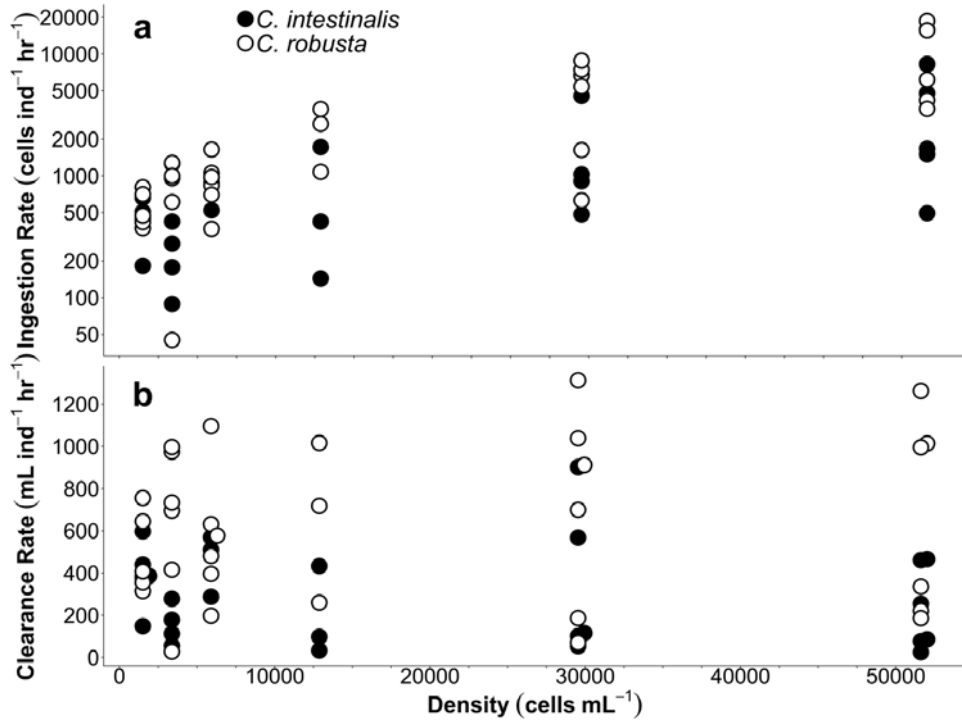 a
C. intestinalis
C. robusta
Ingestion Rate (cells ind⁻¹ hr⁻¹)
20000
10000
5000
2000
1000
500
200
100
50
b
Clearance Rate (mL ind⁻¹ hr⁻¹)
1200
1000
800
600
400
200
0
0 10000 20000 30000 40000 50000
Density (cells mL⁻¹)